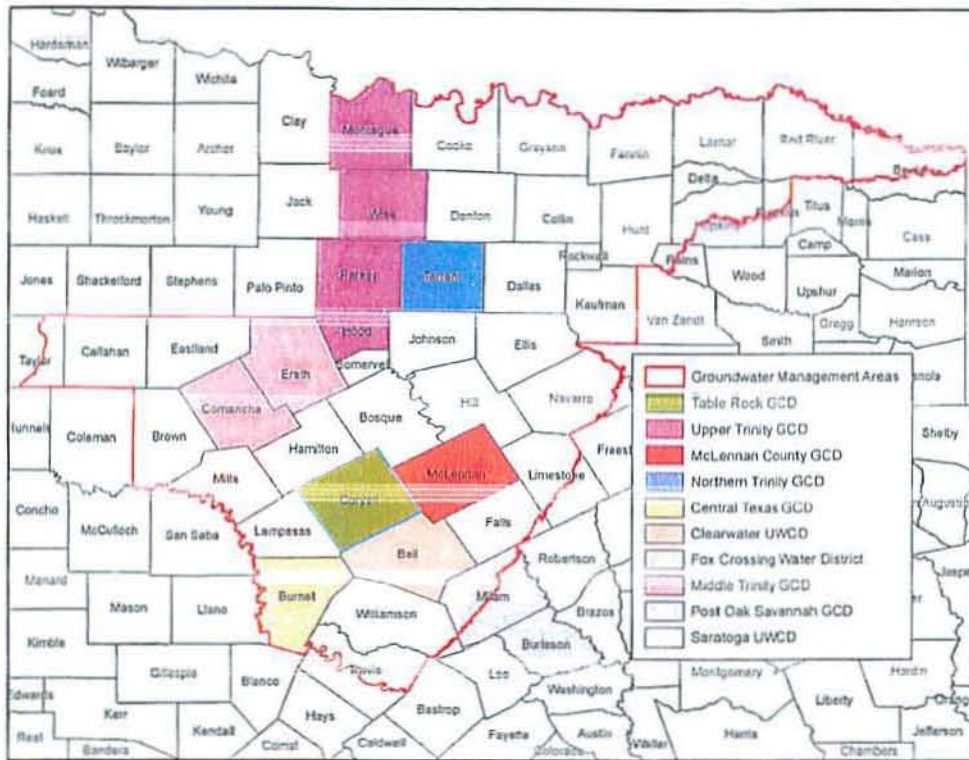 Hardeman
Wilbarger
Wichita
Foard
Clay
Montague
Cooke
Grayson
Fannin
Lamar
Red River
Knox
Baylor
Archer
Delta
Titus
Haskell
Throckmorton
Young
Jack
Wise
Denton
Collin
Hunt
Camp
Cass
Rockwall
Rains
Wood
Marion
Upshur
Jones
Shackelford
Stephens
Palo Pinto
Parker
Tarrant
Dallas
Kaufman
Van Zandt
Gregg
Harrison
Smith
Taylor
Callahan
Eastland
Erath
Hood
Somervell
Johnson
Ellis
Comanche
Bosque
Hill
Navarro
Coleman
Brown
Hamilton
McLennan
Limestone
Freest
Shelby
Mills
Coryell
Falls
Concho
McCulloch
San Saba
Lampasas
Bell
Robertson
Menard
Mason
Llano
Burnet
Williamson
Milam
Brazos
Burleson
Kimble
Gillespie
Blanco
Travis
Lee
Washington
Montgomery
Hardin
Liberty
Kerr
Kendall
Hays
Bastrop
Real
Bandera
Comal
Caldwell
Fayette
Colorado
Austin
Waller
Harris
Chambers
Jefferson
Groundwater Management Areas
Table Rock GCD
Upper Trinity GCD
McLennan County GCD
Northern Trinity GCD
Central Texas GCD
Clearwater UWCD
Fox Crossing Water District
Middle Trinity GCD
Post Oak Savannah GCD
Saratoga UWCD